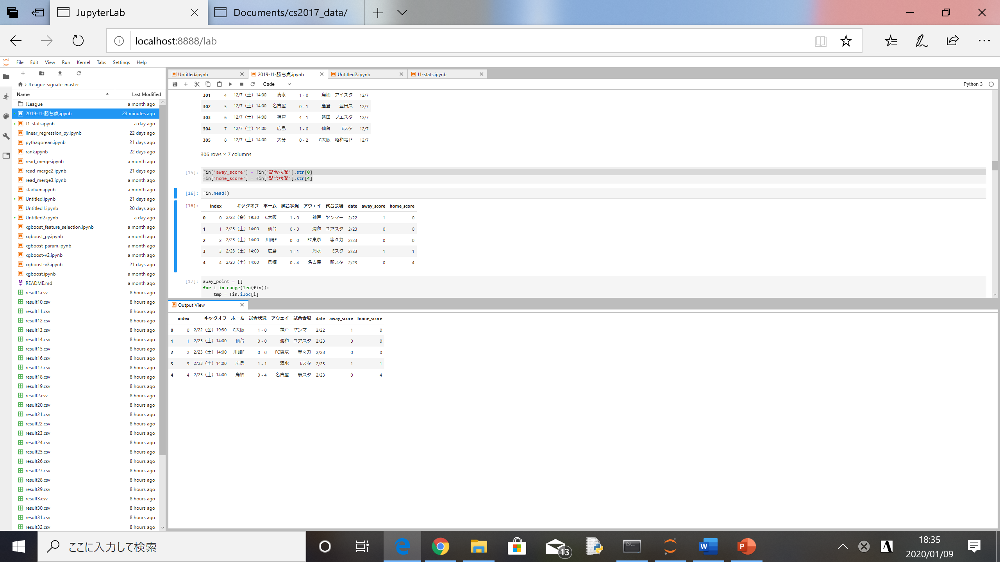 JupyterLab
Documents/cs2017_data/
localhost:8888/lab
File Edit View Run Kernel Tabs Settings Help
JLeague-signate-master
Name Last Modified
JLeague a month ago
2019-J1-勝ち点.ipynb 23 minutes ago
J1-stats.ipynb a day ago
linear_regression_py.ipynb 22 days ago
pythagorean.ipynb 21 days ago
rank.ipynb 22 days ago
read_merge.ipynb a month ago
read_merge2.ipynb 21 days ago
read_merge3.ipynb a month ago
stadium.ipynb a month ago
Untitled.ipynb 21 days ago
Untitled1.ipynb 20 days ago
Untitled2.ipynb a day ago
xgboost_feature_selection.ipynb a month ago
xgboost_py.ipynb a month ago
xgboost-param.ipynb a month ago
xgboost-v2.ipynb a month ago
xgboost-v3.ipynb 21 days ago
xgboost.ipynb a month ago
README.md a month ago
result1.csv 8 hours ago
result10.csv 8 hours ago
result11.csv 8 hours ago
result12.csv 8 hours ago
result13.csv 8 hours ago
result14.csv 8 hours ago
result15.csv 8 hours ago
result16.csv 8 hours ago
result17.csv 8 hours ago
result18.csv 8 hours ago
result19.csv 8 hours ago
result2.csv 8 hours ago
result20.csv 8 hours ago
result21.csv 8 hours ago
result22.csv 8 hours ago
result23.csv 8 hours ago
result24.csv 8 hours ago
result25.csv 8 hours ago
result26.csv 8 hours ago
result27.csv 8 hours ago
result28.csv 8 hours ago
result29.csv 8 hours ago
result3.csv 8 hours ago
result30.csv 8 hours ago
result31.csv 8 hours ago
result32.csv 8 hours ago
Untitled.ipynb
2019-J1-勝ち点.ipynb
Untitled2.ipynb
J1-stats.ipynb
Code Python 3
301 4 12/7（土）14:00 清水 1 - 0 鳥栖 アイスタ 12/7
302 5 12/7（土）14:00 名古屋 0 - 1 鹿島 豊田ス 12/7
303 6 12/7（土）14:00 神戸 4 - 1 磐田 ノエスタ 12/7
304 7 12/7（土）14:00 広島 1 - 0 仙台 Eスタ 12/7
305 8 12/7（土）14:00 大分 0 - 2 C大阪 昭和電ド 12/7
306 rows × 7 columns
[15]: fin['away_score'] = fin['試合状況'].str[0]
fin['home_score'] = fin['試合状況'].str[4]
[16]: fin.head()
[16]: index キックオフ ホーム 試合状況 アウェイ 試合会場 date away_score home_score
0 0 2/22（金）19:30 C大阪 1 - 0 神戸 ヤンマー 2/22 1 0
1 1 2/23（土）14:00 仙台 0 - 0 浦和 ユアスタ 2/23 0 0
2 2 2/23（土）14:00 川崎F 0 - 0 FC東京 等々力 2/23 0 0
3 3 2/23（土）14:00 広島 1 - 1 清水 Eスタ 2/23 1 1
4 4 2/23（土）14:00 鳥栖 0 - 4 名古屋 駅スタ 2/23 0 4
[17]: away_point = []
for i in range(len(fin)):
tmp = fin.iloc[i]
Output View
index キックオフ ホーム 試合状況 アウェイ 試合会場 date away_score home_score
0 0 2/22（金）19:30 C大阪 1 - 0 神戸 ヤンマー 2/22 1 0
1 1 2/23（土）14:00 仙台 0 - 0 浦和 ユアスタ 2/23 0 0
2 2 2/23（土）14:00 川崎F 0 - 0 FC東京 等々力 2/23 0 0
3 3 2/23（土）14:00 広島 1 - 1 清水 Eスタ 2/23 1 1
4 4 2/23（土）14:00 鳥栖 0 - 4 名古屋 駅スタ 2/23 0 4
ここに入力して検索
13
18:35
2020/01/09